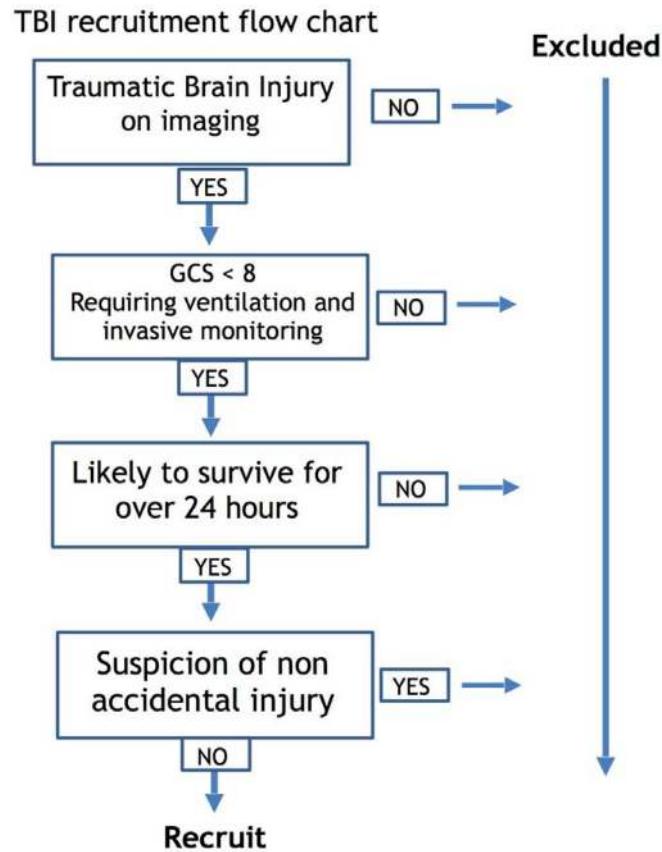 TBI recruitment flow chart
Excluded
Traumatic Brain Injury
on imaging
NO
YES
GCS < 8
Requiring ventilation and
invasive monitoring
NO
YES
Likely to survive for
over 24 hours
NO
YES
Suspicion of non
accidental injury
YES
NO
Recruit